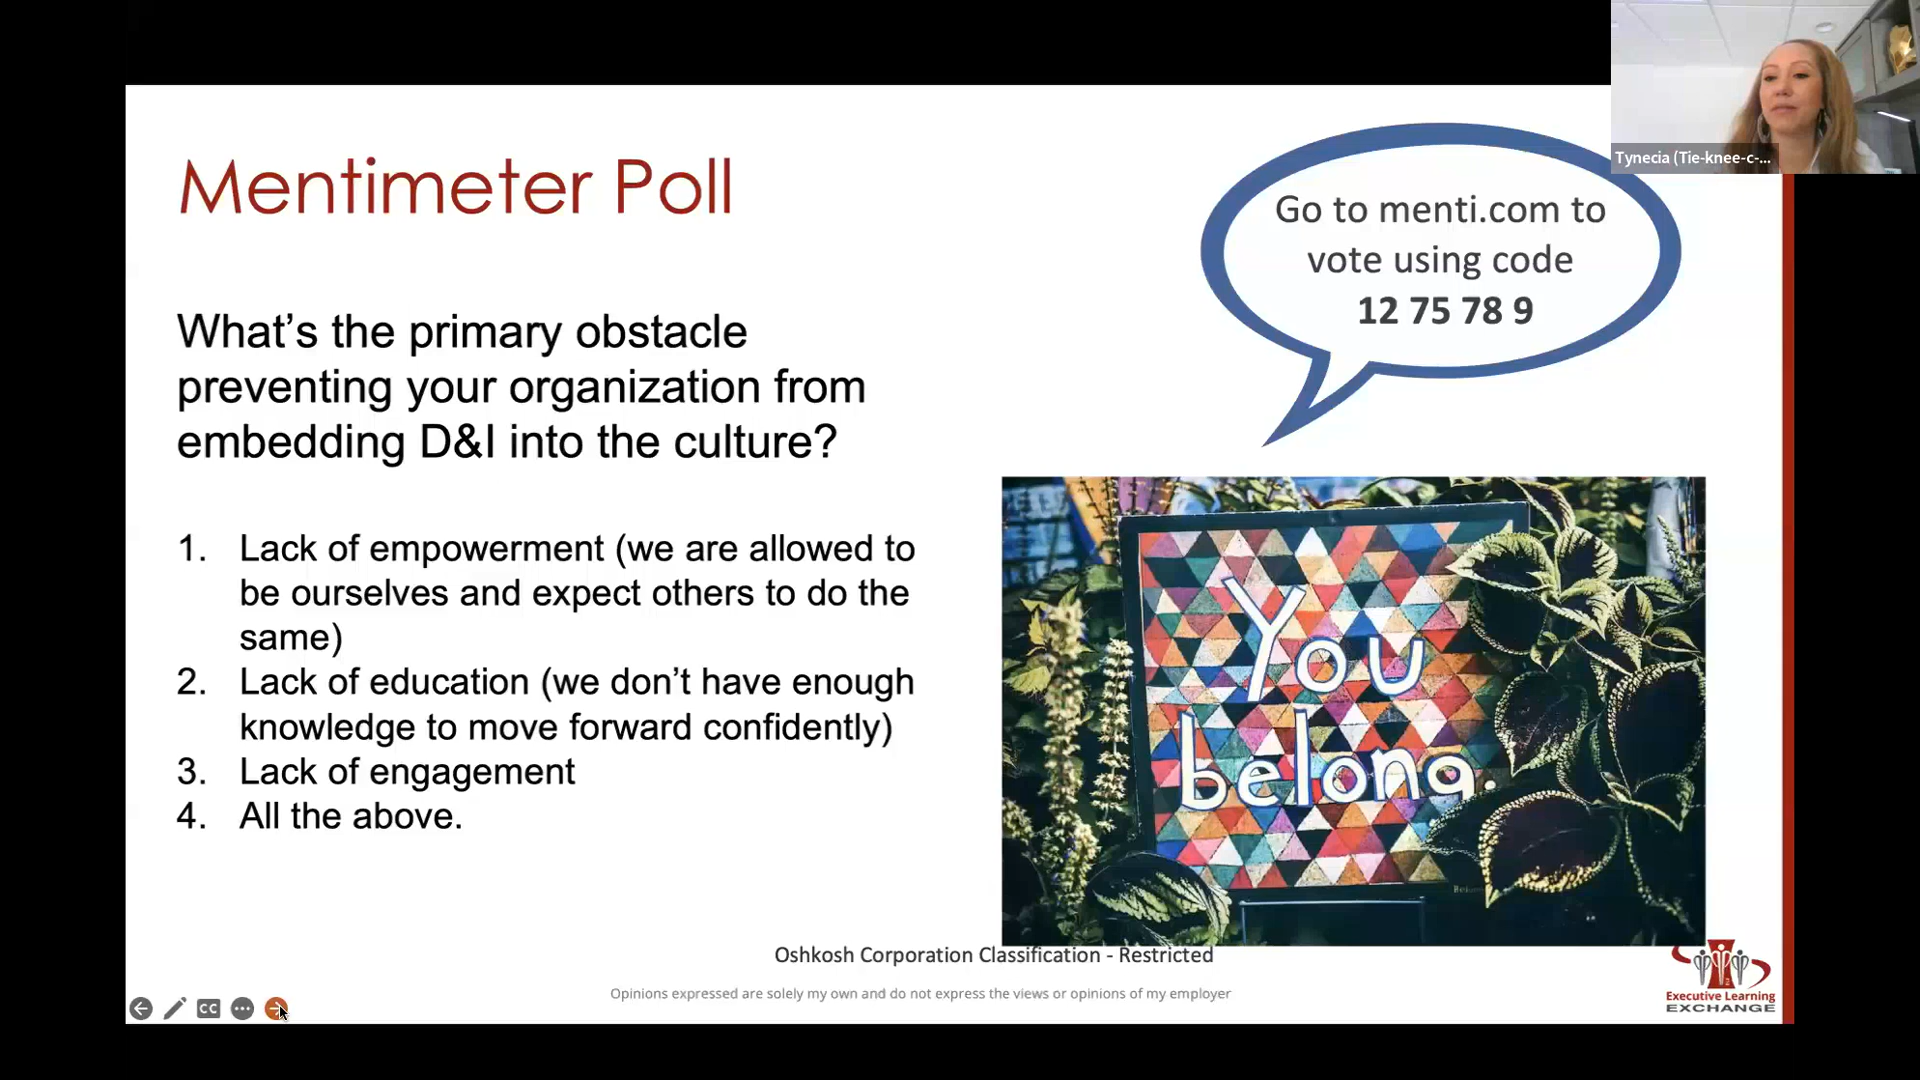 Tynecia (Tie-knee-c-...
Mentimeter Poll
Go to menti.com to
vote using code
12 75 78 9
What’s the primary obstacle
preventing your organization from
embedding D&I into the culture?
1. Lack of empowerment (we are allowed to
be ourselves and expect others to do the
same)
2. Lack of education (we don’t have enough
knowledge to move forward confidently)
3. Lack of engagement
4. All the above.
You
belong.
Oshkosh Corporation Classification - Restricted
Opinions expressed are solely my own and do not express the views or opinions of my employer
CC
Executive Learning
EXCHANGE